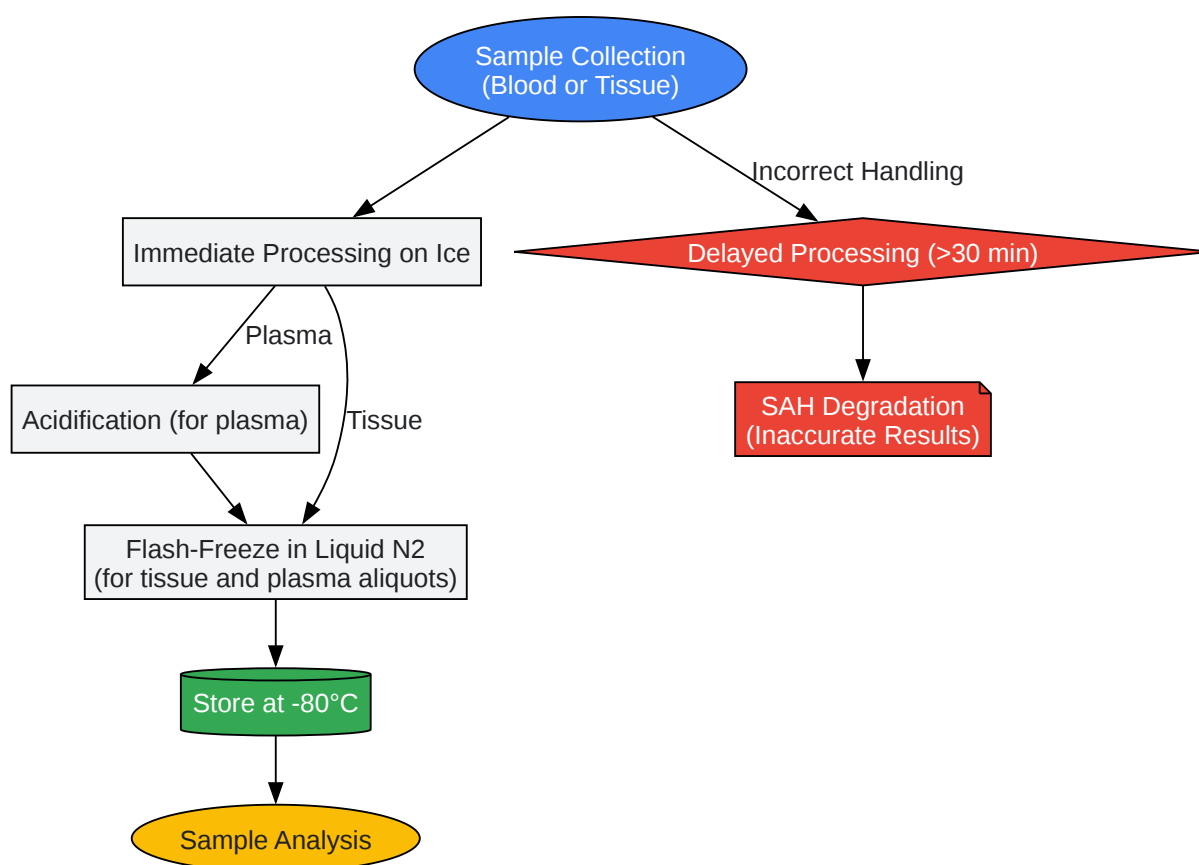 Sample Collection
(Blood or Tissue)
Incorrect Handling
Immediate Processing on Ice
Delayed Processing (>30 min)
Plasma
Acidification (for plasma)
Tissue
SAH Degradation
(Inaccurate Results)
Flash-Freeze in Liquid N2
(for tissue and plasma aliquots)
Store at -80°C
Sample Analysis